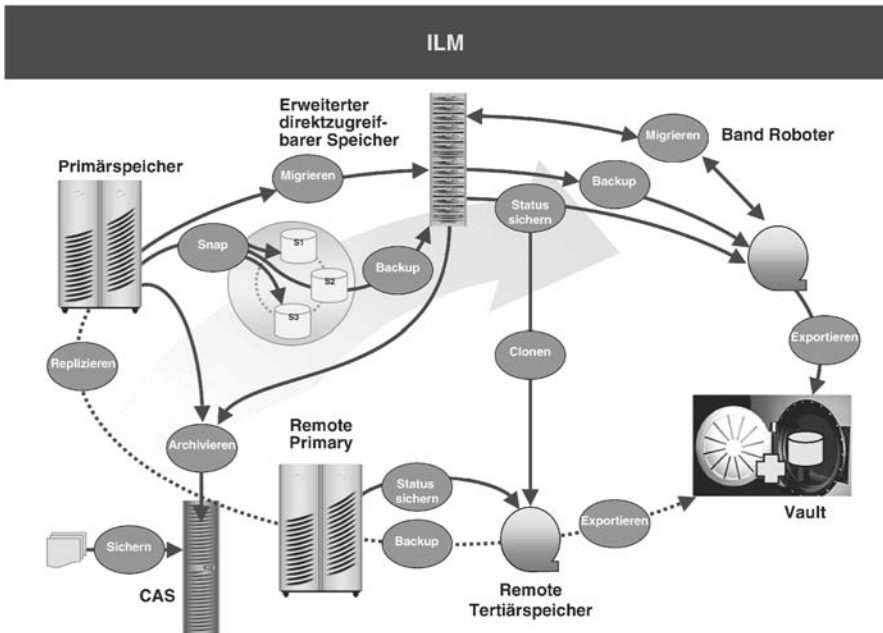 ILM
Erweiterter
direktzugreif-
barer Speicher
Migrieren
Band Roboter
Primärspeicher
Migrieren
Backup
Status
sichern
Snap
S1
S2
S3
Backup
Exportieren
Replizieren
Clonen
Remote
Primary
Archivieren
Status
sichern
Vault
Exportieren
Backup
Sichern
CAS
Remote
Tertiärspeicher